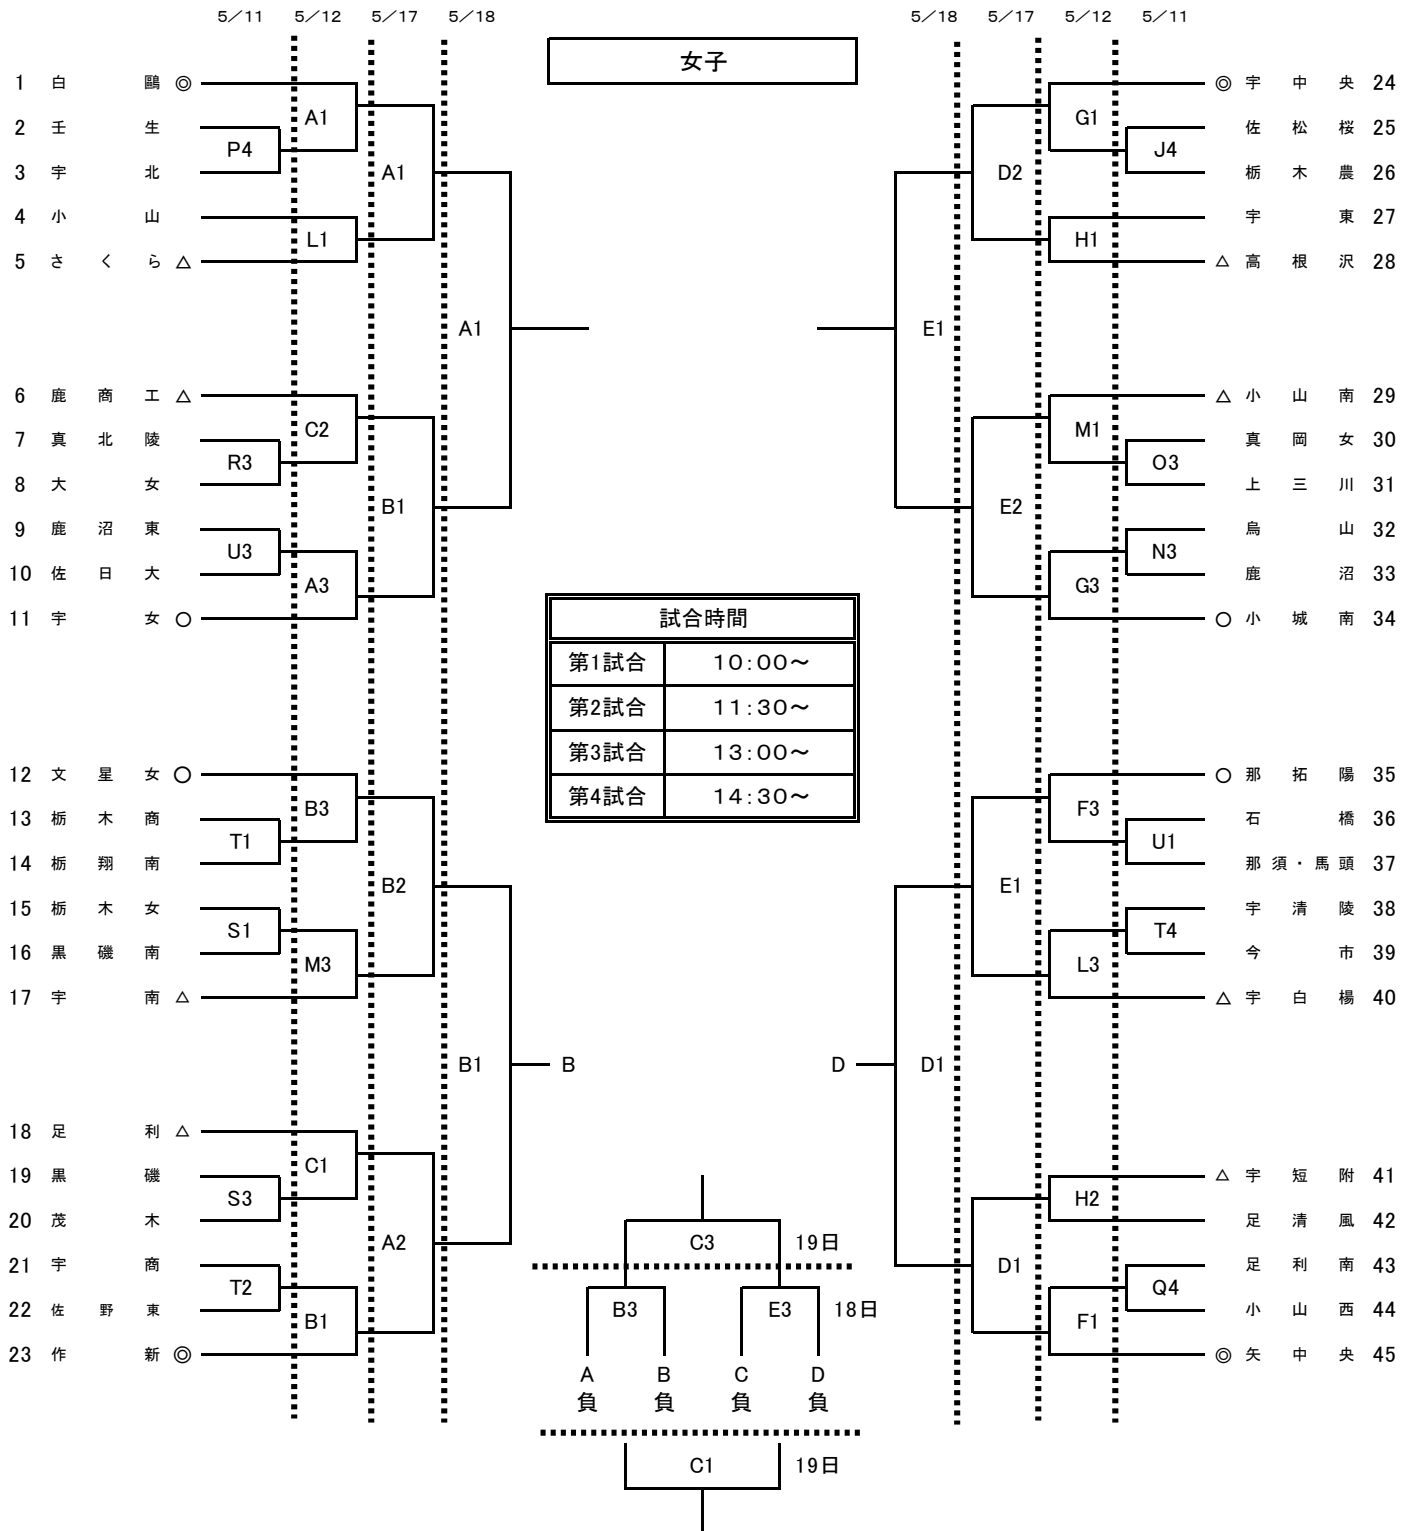 5/11 5/12 5/17 5/18 5/18 5/17 5/12 5/11
女子
1 白鷗 ◎
2 壬生
3 宇北
4 小山
5 さくら △
P4
A1
L1
A1
6 鹿商工 △
7 真北陵
8 大女
9 鹿沼東
10 佐日大
11 宇女 ○
R3
U3
C2
A3
B1
A1
12 文星女 ○
13 栃木商
14 栃翔南
15 栃木女
16 黒磯南
17 宇南 △
T1
S1
B3
M3
B2
18 足利 △
19 黒磯
20 茂木
21 宇商
22 佐野東
23 作新 ◎
S3
T2
C1
B1
A2
B1
B
試合時間
第1試合 10:00~
第2試合 11:30~
第3試合 13:00~
第4試合 14:30~
◎ 宇中央 24
佐松桜 25
栃木農 26
宇東 27
△ 高根沢 28
G1
J4
H1
D2
△ 小山南 29
真岡女 30
上三川 31
烏山 32
鹿沼 33
○ 小城南 34
M1
O3
N3
G3
E2
E1
○ 那拓陽 35
石橋 36
那須・馬頭 37
宇清陵 38
今市 39
△ 宇白楊 40
F3
U1
T4
L3
E1
△ 宇短附 41
足清風 42
足利南 43
小山西 44
◎ 矢中央 45
H2
Q4
F1
D1
D1
D
C3 19日
B3 E3 18日
A B C D
負 負 負 負
C1 19日